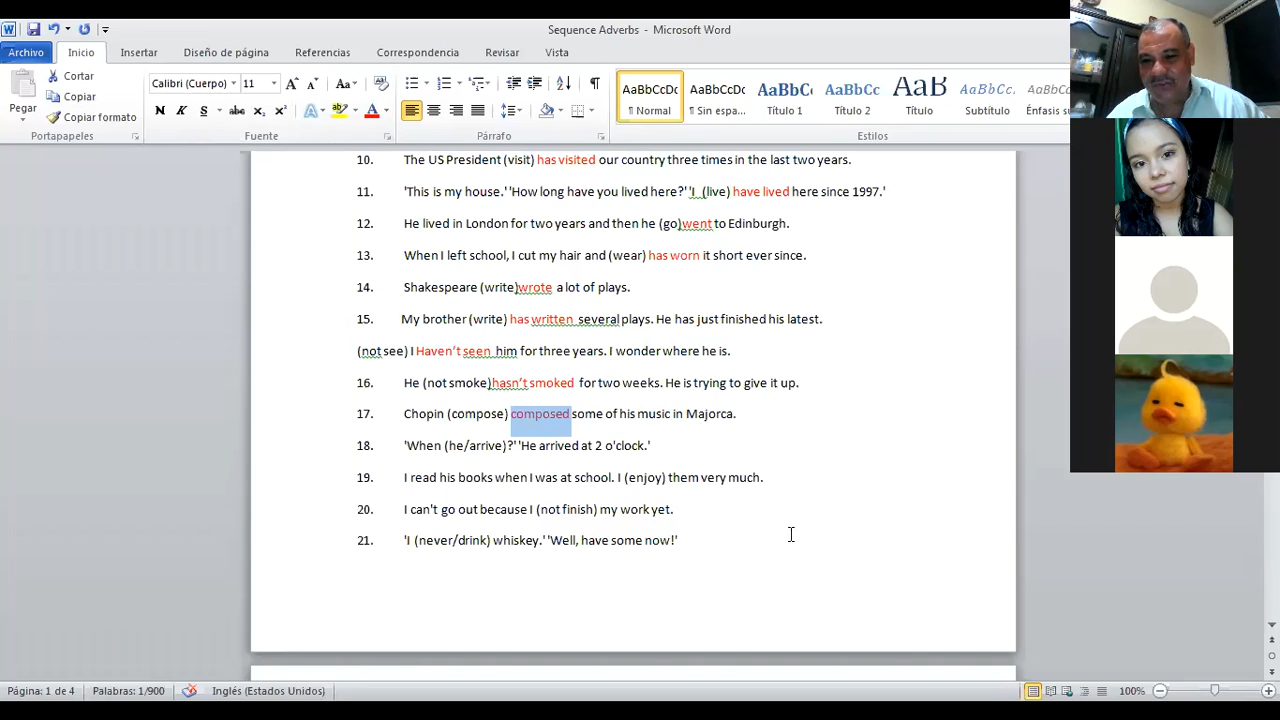 Sequence Adverbs - Microsoft Word
Archivo Inicio Insertar Diseño de página Referencias Correspondencia Revisar Vista
Pegar
Cortar
Copiar
Copiar formato
Portapapeles
Calibri (Cuerpo) 11
N K S abc x₂ x²
Fuente
Párrafo
AaBbCcDc AaBbCcDc AaBbC AaBbCc AaB AaBbCc. AaBbCc
¶ Normal ¶ Sin espa... Título 1 Título 2 Título Subtítulo Énfasis su
Estilos
10. The US President (visit) has visited our country three times in the last two years.
11. 'This is my house.' 'How long have you lived here?' 'I (live) have lived here since 1997.'
12. He lived in London for two years and then he (go)went to Edinburgh.
13. When I left school, I cut my hair and (wear) has worn it short ever since.
14. Shakespeare (write)wrote a lot of plays.
15. My brother (write) has written several plays. He has just finished his latest.
(not see) I Haven't seen him for three years. I wonder where he is.
16. He (not smoke)hasn't smoked for two weeks. He is trying to give it up.
17. Chopin (compose) composed some of his music in Majorca.
18. 'When (he/arrive)?' 'He arrived at 2 o'clock.'
19. I read his books when I was at school. I (enjoy) them very much.
20. I can't go out because I (not finish) my work yet.
21. 'I (never/drink) whiskey.' 'Well, have some now!'
Página: 1 de 4 Palabras: 1/900 Inglés (Estados Unidos) 100%